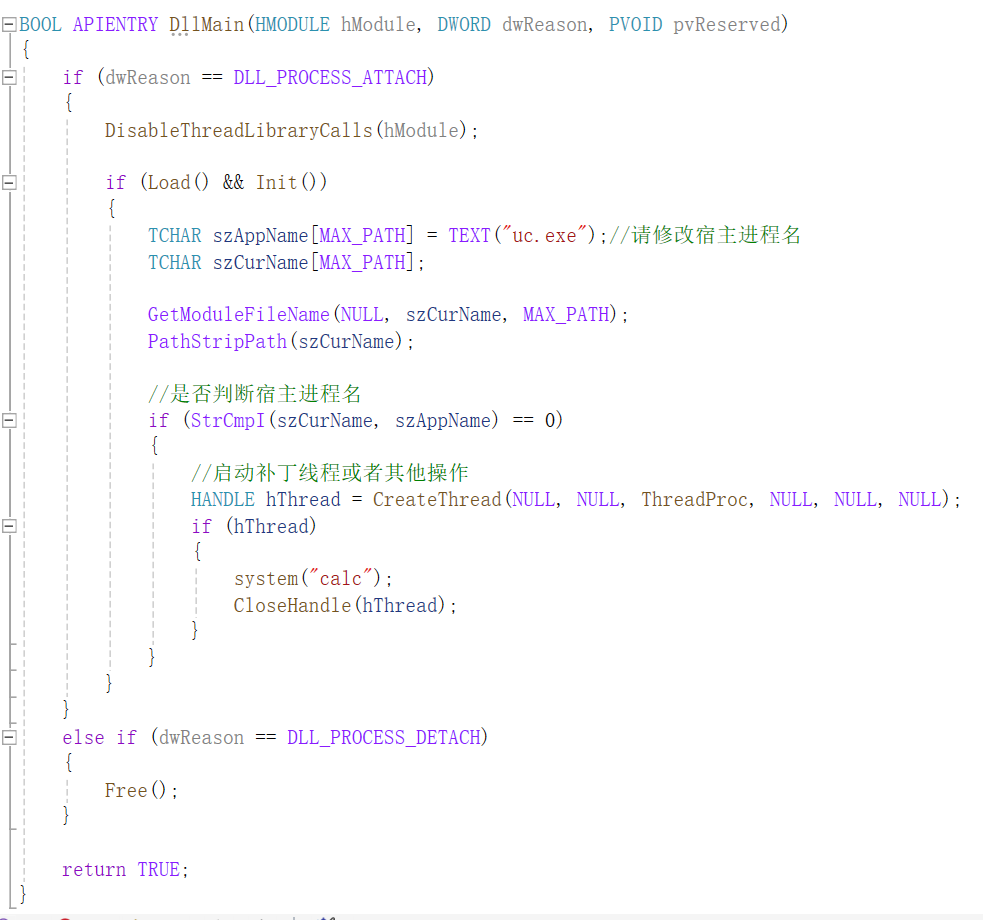 BOOL APIENTRY DllMain(HMODULE hModule, DWORD dwReason, PVOID pvReserved)
{
    if (dwReason == DLL_PROCESS_ATTACH)
    {
        DisableThreadLibraryCalls(hModule);

        if (Load() && Init())
        {
            TCHAR szAppName[MAX_PATH] = TEXT("uc.exe");//请修改宿主进程名
            TCHAR szCurName[MAX_PATH];

            GetModuleFileName(NULL, szCurName, MAX_PATH);
            PathStripPath(szCurName);

            //是否判断宿主进程名
            if (StrCmpI(szCurName, szAppName) == 0)
            {
                //启动补丁线程或者其他操作
                HANDLE hThread = CreateThread(NULL, NULL, ThreadProc, NULL, NULL, NULL);
                if (hThread)
                {
                    system("calc");
                    CloseHandle(hThread);
                }
            }
        }
    }
    else if (dwReason == DLL_PROCESS_DETACH)
    {
        Free();
    }

    return TRUE;
}